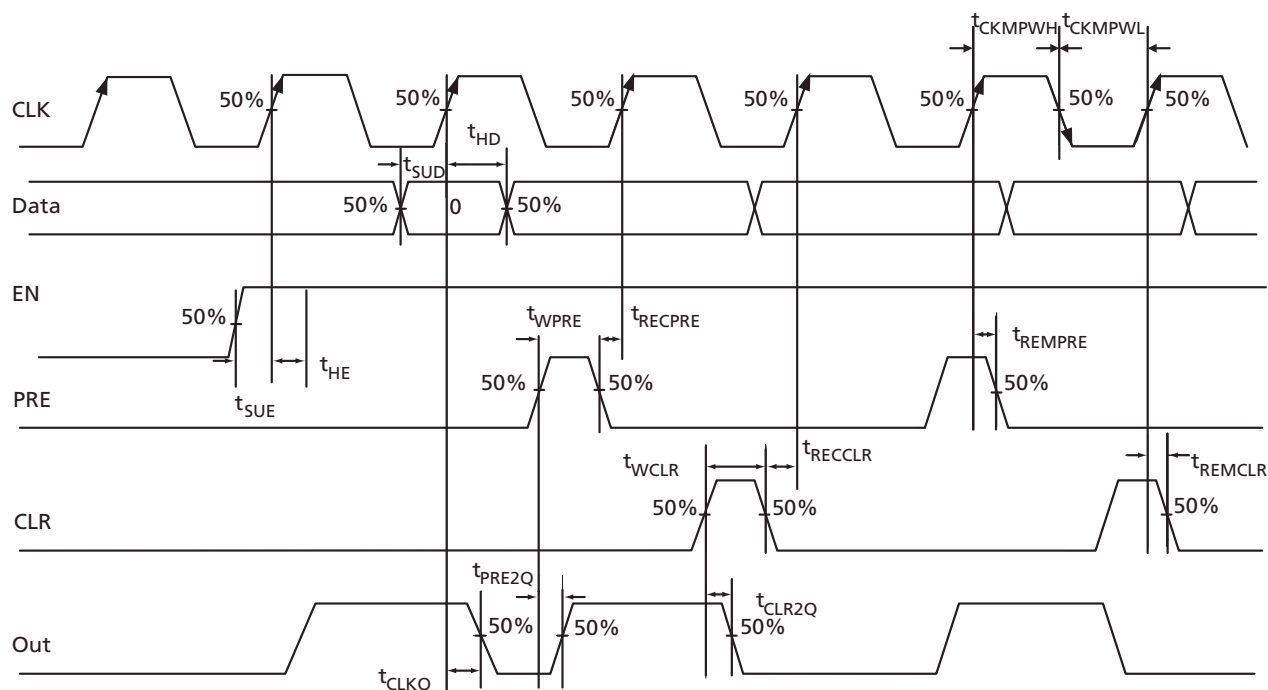 tCKMPWH tCKMPWL
CLK
50%
50%
50%
50%
50%
50%
50%
tHD
tSUD
Data
50%
0
50%
EN
50%
tWPRE
tRECPRE
tREMPRE
tHE
tSUE
50%
50%
50%
PRE
tWCLR
tRECCLR
tREMCLR
50%
50%
50%
CLR
tPRE2Q
tCLR2Q
50%
50%
50%
Out
tCLKQ